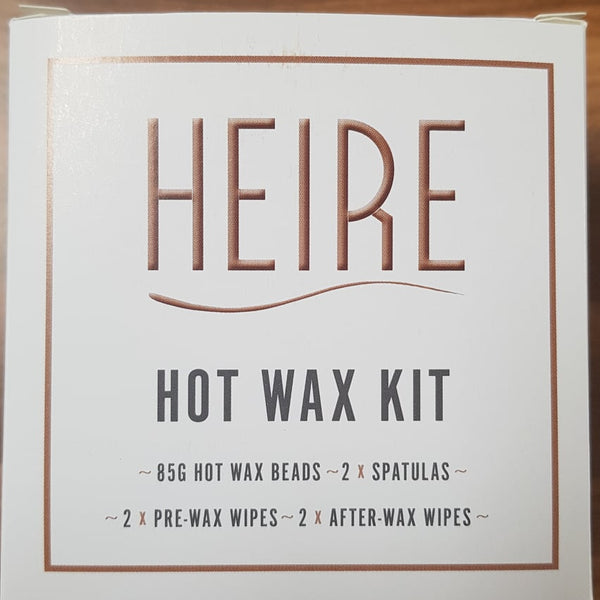 HEIRE
HOT WAX KIT
~85G HOT WAX BEADS~2 X SPATULAS~
~2 X PRE-WAX WIPES~2 X AFTER-WAX WIPES~